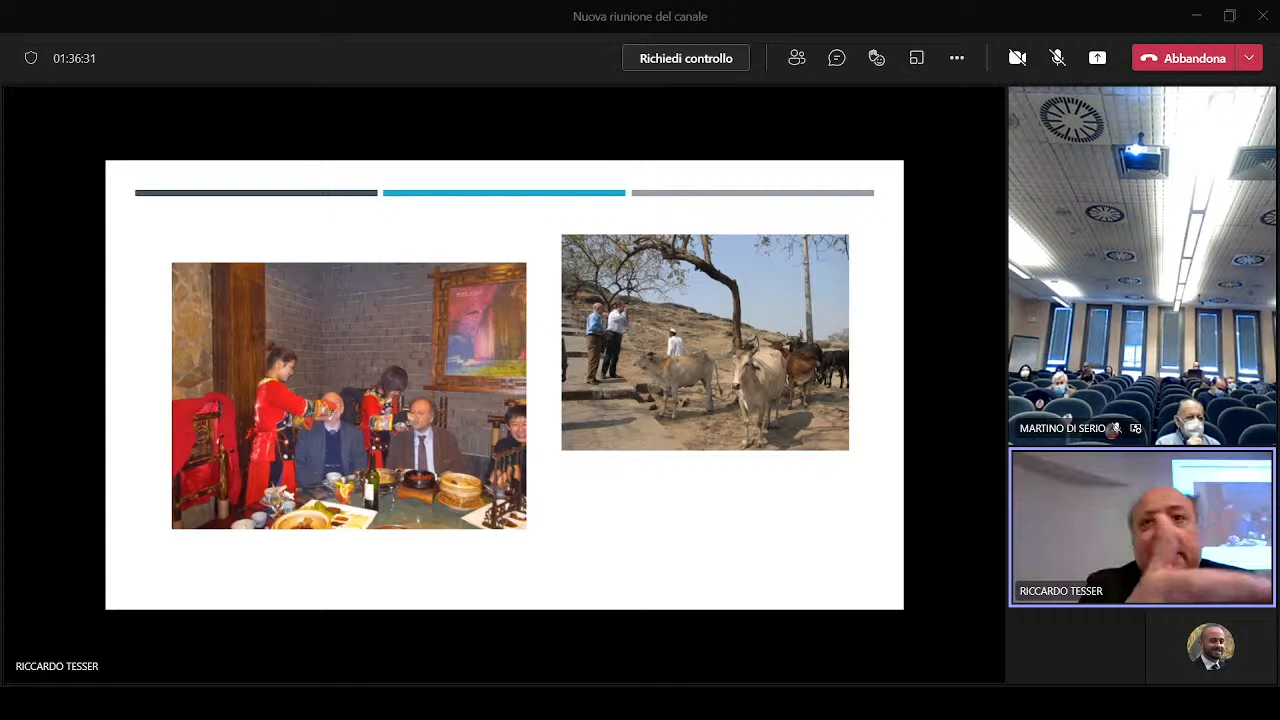 Nuova riunione del canale
01:36:31
Richiedi controllo
Abbandona
MARTINO DI SERIO
RICCARDO TESSER
RICCARDO TESSER